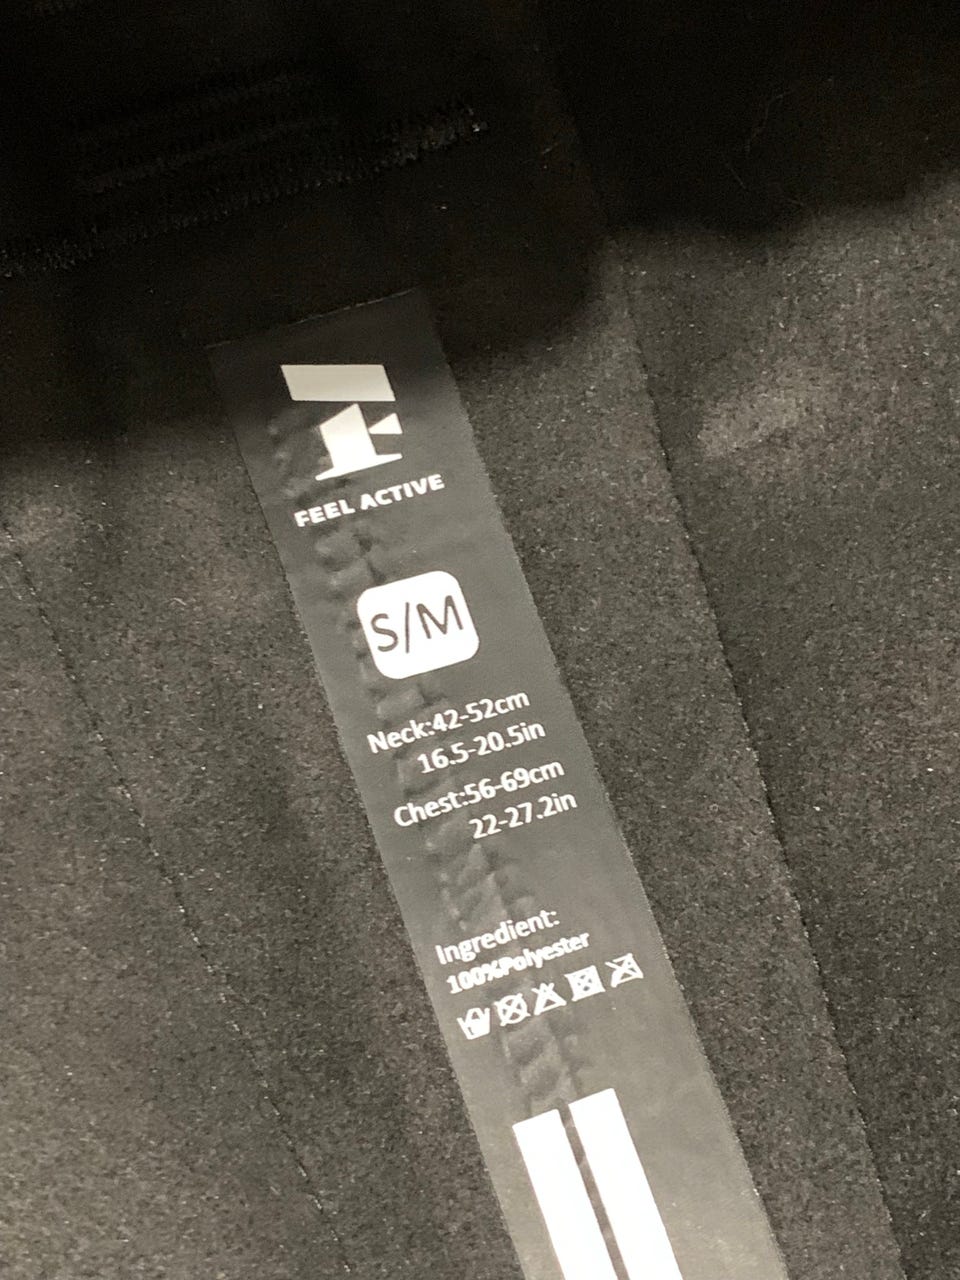 FEEL ACTIVE
S/M
Neck:42-52cm
16.5-20.5in
Chest:56-69cm
22-27.2in
Ingredient:
100%Polyester